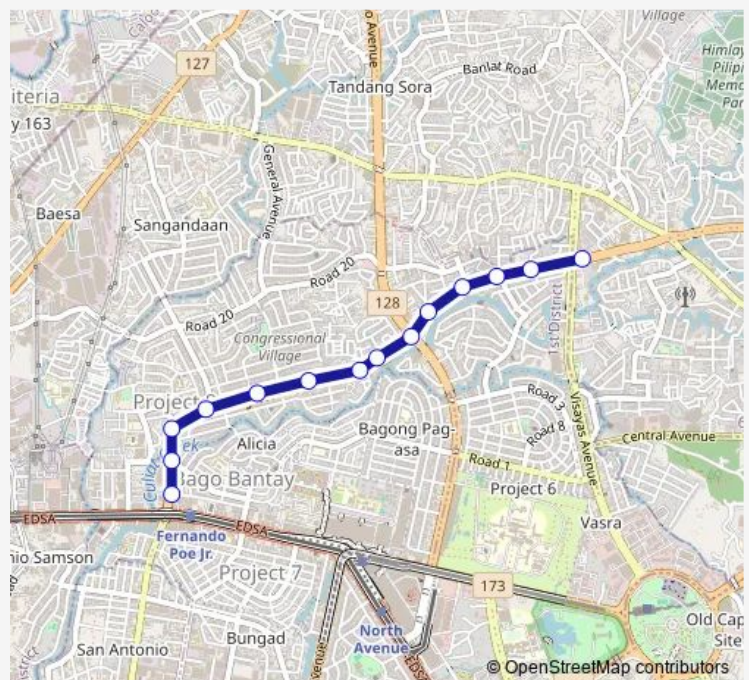 Village
127
Avenue
Himlay
Pilipi
Memo
Par
Banlat Road
Tandang Sora
iteria
y 163
General Avenue
Baesa
Sangandaan
Road 20
128
1st District
Road 20
Congressional
Village
Project
Road 3
Bagong Pag-
asa
Road 8
Visayas Avenue
Central Avenue
Alicia
Road 1
Bago Bantay
Project 6
EDSA
EDSA
Vasra
Fernando
Poe Jr.
nio Samson
Project 7
173
Old Cap
Site
North
Avenue
San Antonio
Bungad
venue
EDSA
© OpenStreetMap contributors